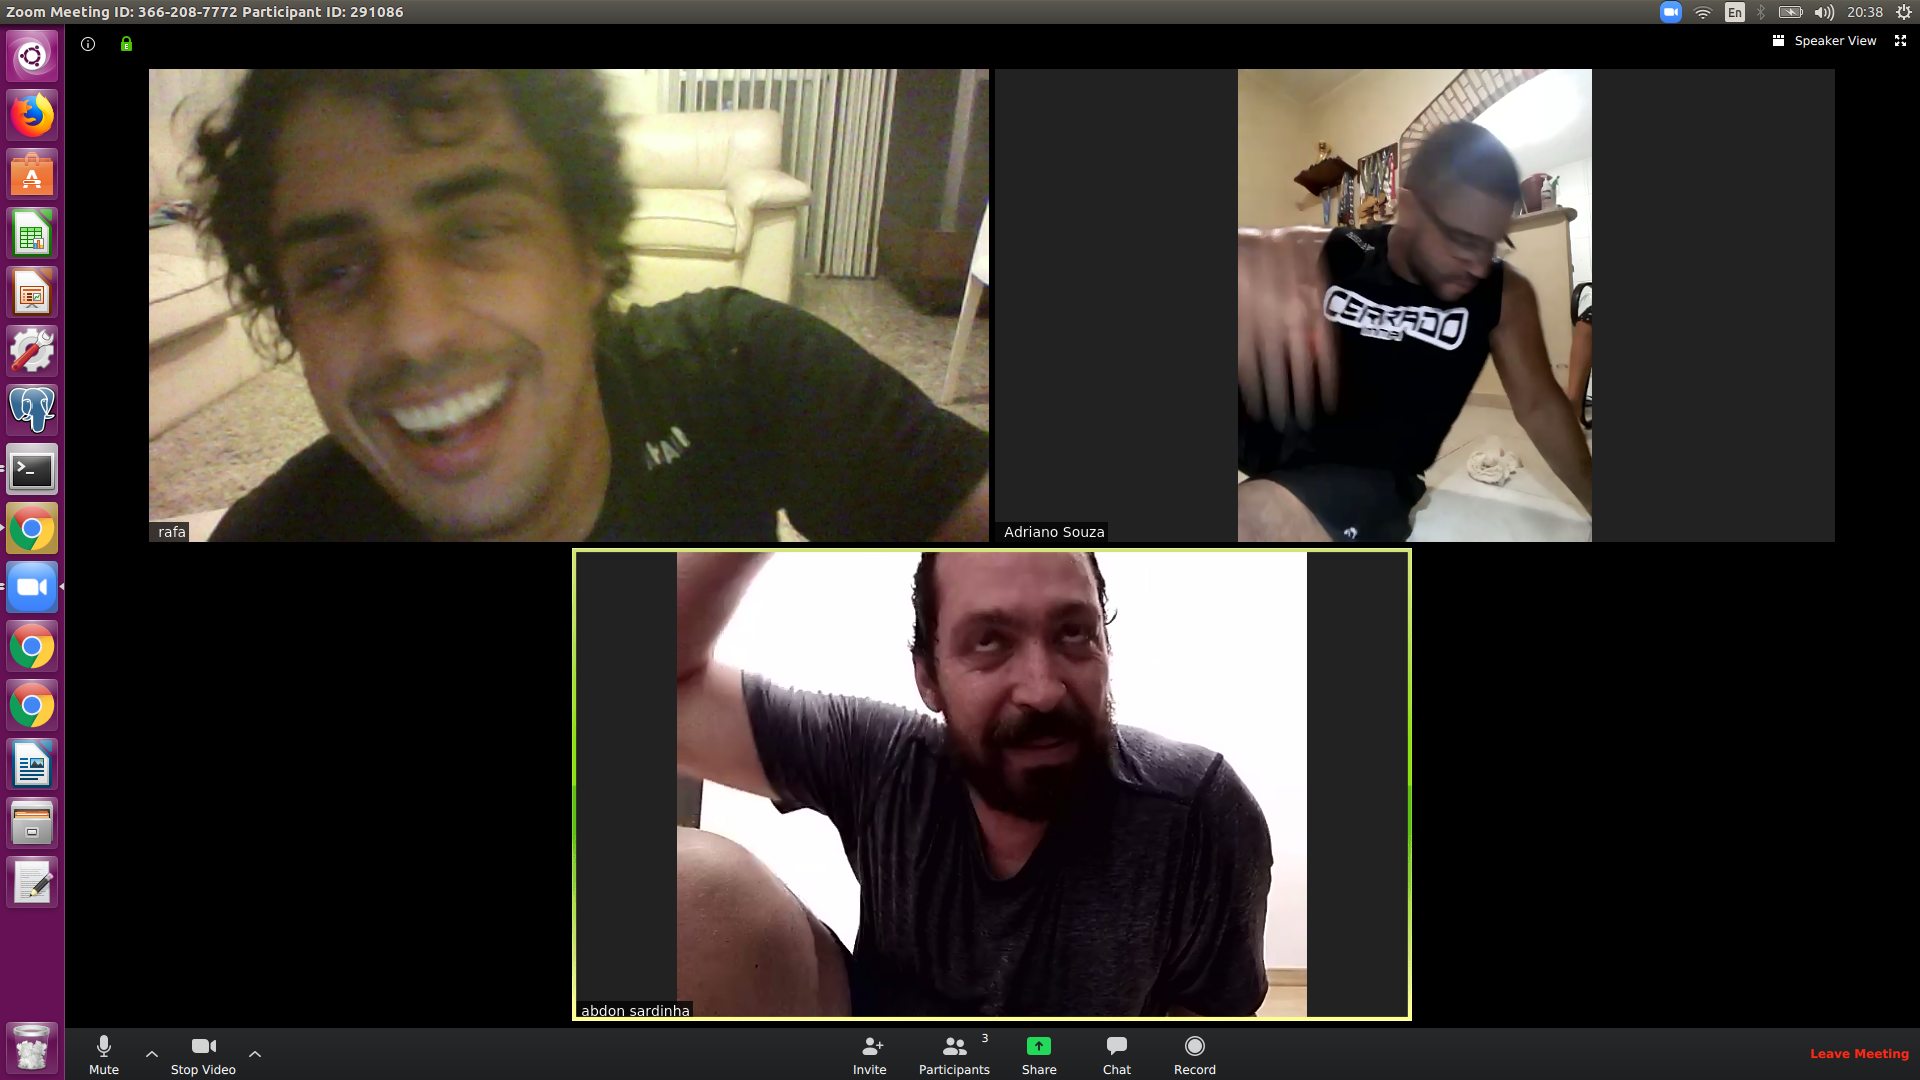 Zoom Meeting ID: 366-208-7772 Participant ID: 291086
En
20:38
Speaker View
rafa
Adriano Souza
CERRADO
abdon sardinha
Mute
Stop Video
Invite
Participants
3
Share
Chat
Record
Leave Meeting